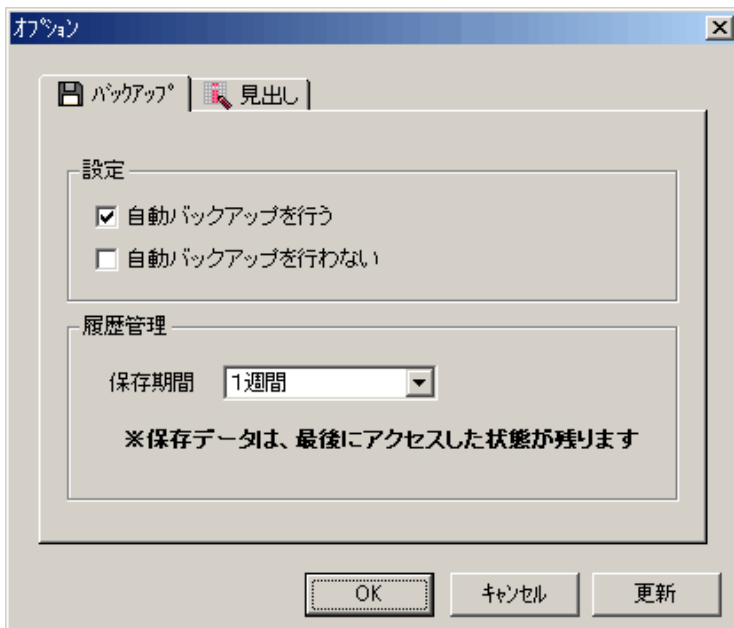 ｵﾌﾟｼｮﾝ
ﾊﾞｯｸｱｯﾌﾟ 見出し
設定
自動バックアップを行う
自動バックアップを行わない
履歴管理
保存期間 1週間
※保存データは、最後にアクセスした状態が残ります
OK ｷｬﾝｾﾙ 更新